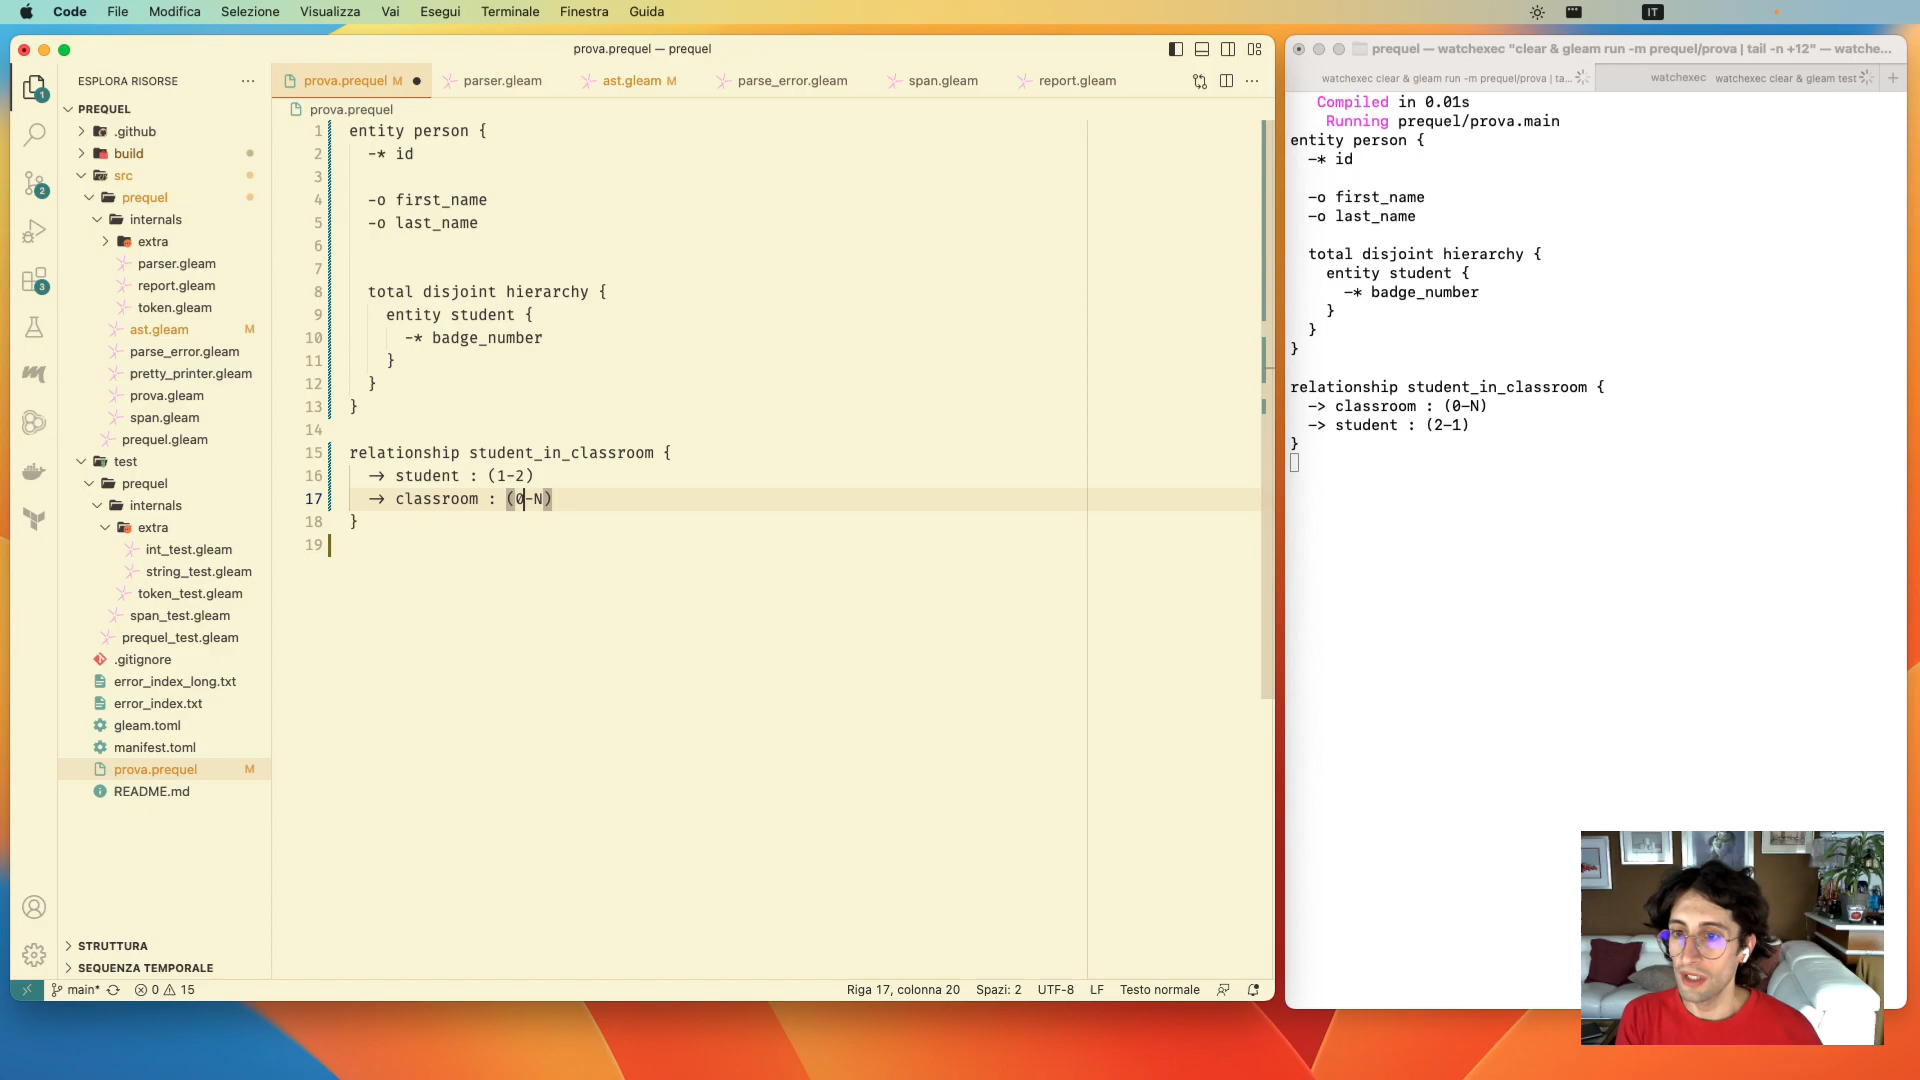 Code File Modifica Selezione Visualizza Vai Esegui Terminale Finestra Guida IT
prova.prequel — prequel
ESPLORA RISORSE
PREQUEL
.github
build
src
prequel
internals
extra
parser.gleam
report.gleam
token.gleam
ast.gleam M
parse_error.gleam
pretty_printer.gleam
prova.gleam
span.gleam
prequel.gleam
test
prequel
internals
extra
int_test.gleam
string_test.gleam
token_test.gleam
span_test.gleam
prequel_test.gleam
.gitignore
error_index_long.txt
error_index.txt
gleam.toml
manifest.toml
prova.prequel M
README.md
STRUTTURA
SEQUENZA TEMPORALE
1
2
3
prova.prequel M parser.gleam ast.gleam M parse_error.gleam span.gleam report.gleam
prova.prequel
1 entity person {
2 -* id
3
4 -o first_name
5 -o last_name
6
7
8 total disjoint hierarchy {
9 entity student {
10 -* badge_number
11 }
12 }
13 }
14
15 relationship student_in_classroom {
16 -> student : (1-2)
17 -> classroom : (0-N)
18 }
19
main* 0 15 Riga 17, colonna 20 Spazi: 2 UTF-8 LF Testo normale
prequel — watchexec "clear & gleam run -m prequel/prova | tail -n +12" — watche...
watchexec clear & gleam run -m prequel/prova | ta... watchexec watchexec clear & gleam test
Compiled in 0.01s
Running prequel/prova.main
entity person {
-* id
-o first_name
-o last_name
total disjoint hierarchy {
entity student {
-* badge_number
}
}
}
relationship student_in_classroom {
-> classroom : (0-N)
-> student : (2-1)
}